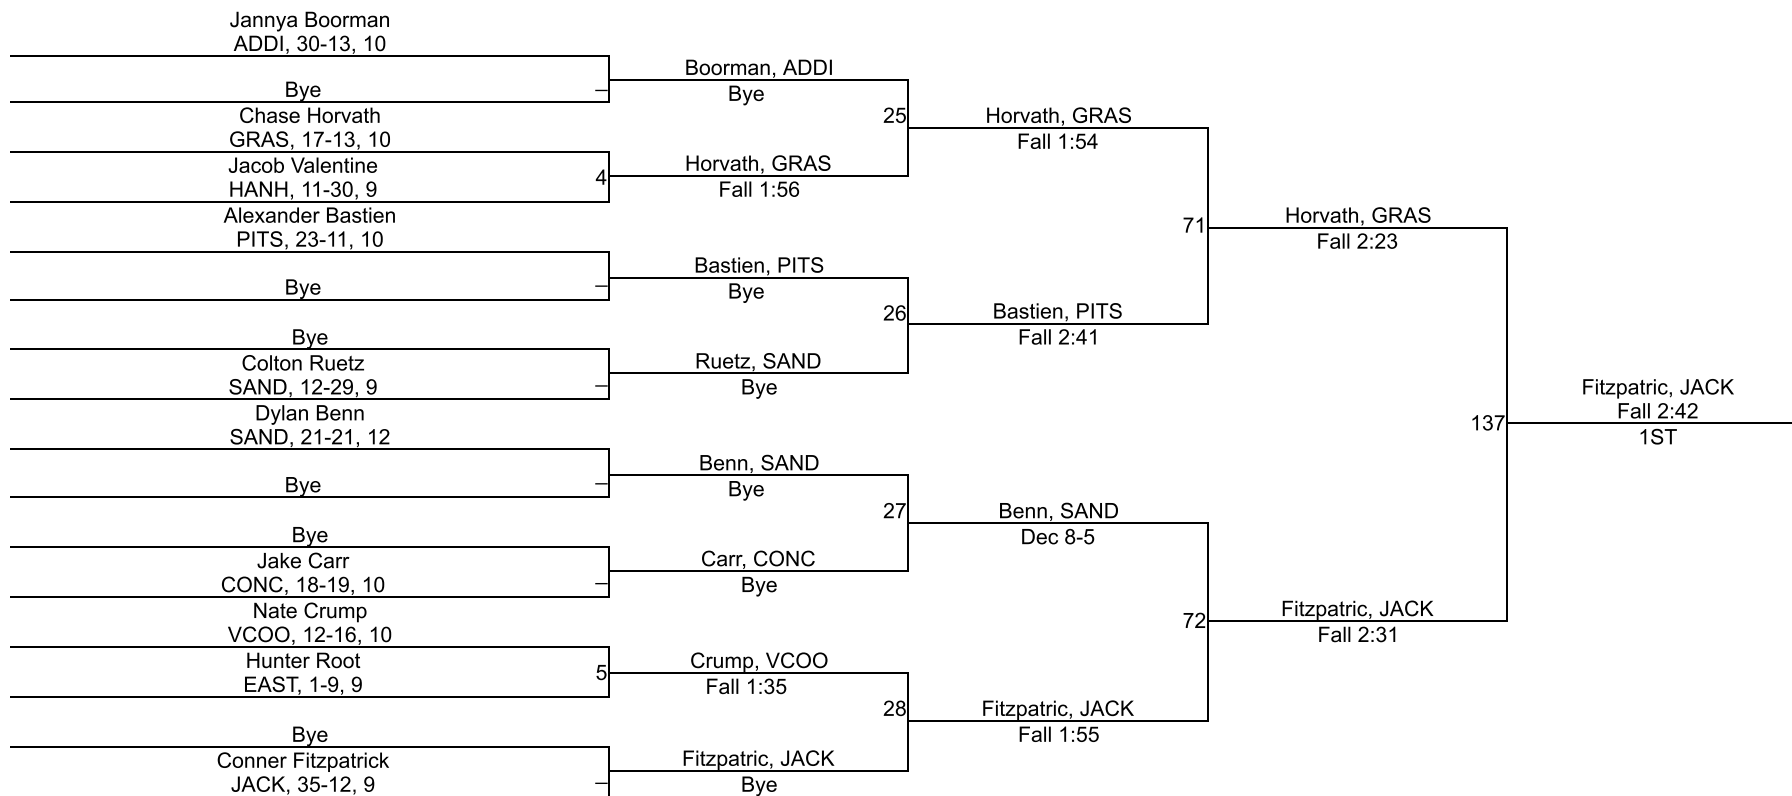 Jannya Boorman
ADDI, 30-13, 10
Bye
Chase Horvath
GRAS, 17-13, 10
Jacob Valentine
HANH, 11-30, 9
Alexander Bastien
PITS, 23-11, 10
Bye
Bye
Colton Ruetz
SAND, 12-29, 9
Dylan Benn
SAND, 21-21, 12
Bye
Bye
Jake Carr
CONC, 18-19, 10
Nate Crump
VCOO, 12-16, 10
Hunter Root
EAST, 1-9, 9
Bye
Conner Fitzpatrick
JACK, 35-12, 9
–
4
–
–
–
–
5
–
Boorman, ADDI
Bye
Horvath, GRAS
Fall 1:56
Bastien, PITS
Bye
Ruetz, SAND
Bye
Benn, SAND
Bye
Carr, CONC
Bye
Crump, VCOO
Fall 1:35
Fitzpatric, JACK
Bye
25
26
27
28
Horvath, GRAS
Fall 1:54
Bastien, PITS
Fall 2:41
Benn, SAND
Dec 8-5
Fitzpatric, JACK
Fall 1:55
71
72
Horvath, GRAS
Fall 2:23
Fitzpatric, JACK
Fall 2:31
137
Fitzpatric, JACK
Fall 2:42
1ST